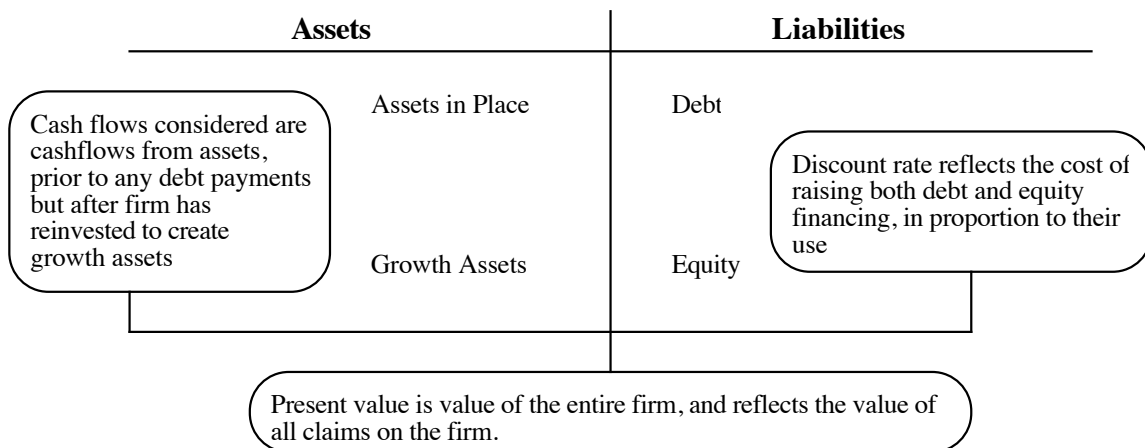 Assets
Liabilities
Assets in Place
Debt
Cash flows considered are
cashflows from assets,
prior to any debt payments
but after firm has
reinvested to create
growth assets
Discount rate reflects the cost of
raising both debt and equity
financing, in proportion to their
use
Growth Assets
Equity
Present value is value of the entire firm, and reflects the value of
all claims on the firm.